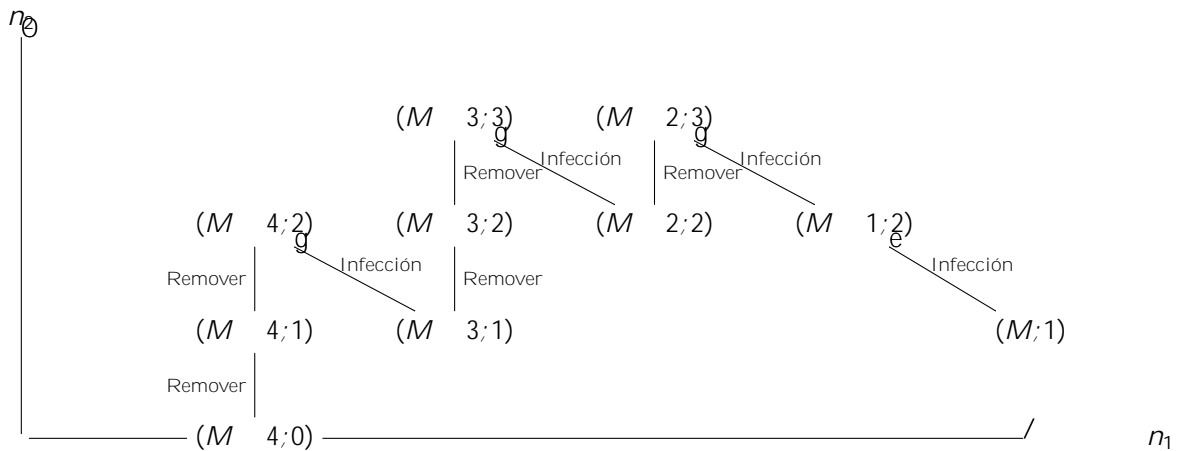 n₂
(M 3;3) (M 2;3)
Infección Infección
Remover Remover
(M 4;2) (M 3;2) (M 2;2) (M 1;2)
Infección Infección
Remover Remover
(M 4;1) (M 3;1) (M;1)
Remover
(M 4;0) n₁